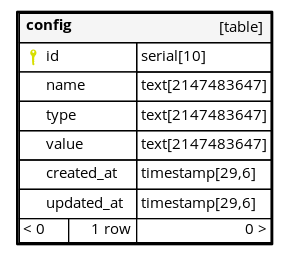 config [table]
id serial[10]
name text[2147483647]
type text[2147483647]
value text[2147483647]
created_at timestamp[29,6]
updated_at timestamp[29,6]
< 0 1 row 0 >